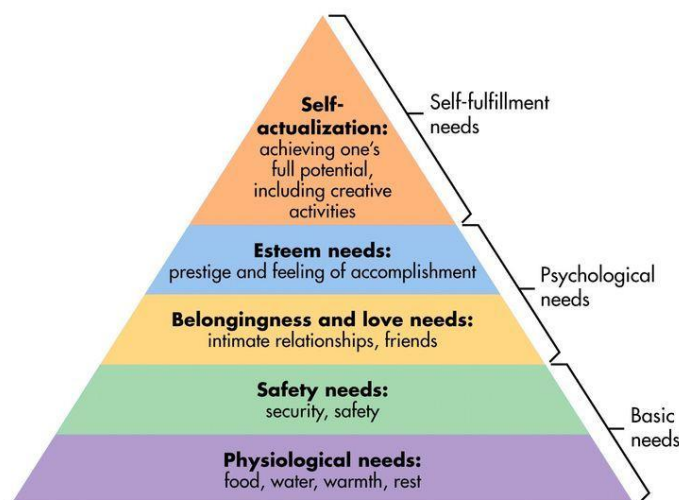 Self-
actualization:
achieving one's
full potential,
including creative
activities
Self-fulfillment
needs
Esteem needs:
prestige and feeling of accomplishment
Psychological
needs
Belongingness and love needs:
intimate relationships, friends
Safety needs:
security, safety
Basic
needs
Physiological needs:
food, water, warmth, rest